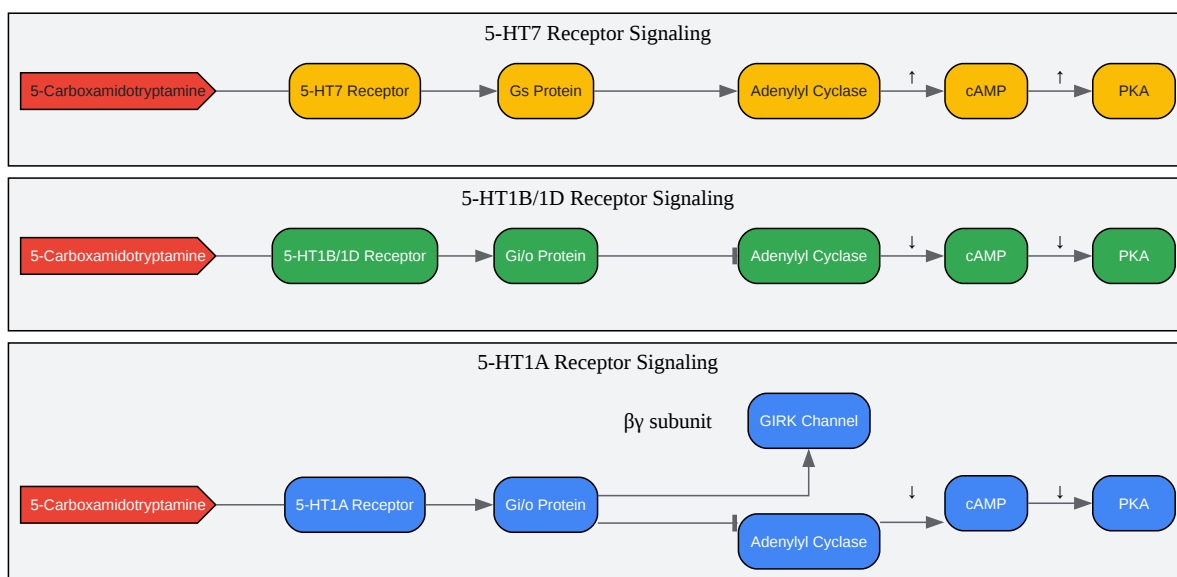 5-HT7 Receptor Signaling
5-Carboxamidotryptamine
5-HT7 Receptor
Gs Protein
Adenylyl Cyclase
↑
cAMP
↑
PKA
5-HT1B/1D Receptor Signaling
5-Carboxamidotryptamine
5-HT1B/1D Receptor
Gi/o Protein
Adenylyl Cyclase
↓
cAMP
↓
PKA
5-HT1A Receptor Signaling
βγ subunit
GIRK Channel
5-Carboxamidotryptamine
5-HT1A Receptor
Gi/o Protein
Adenylyl Cyclase
↓
cAMP
↓
PKA